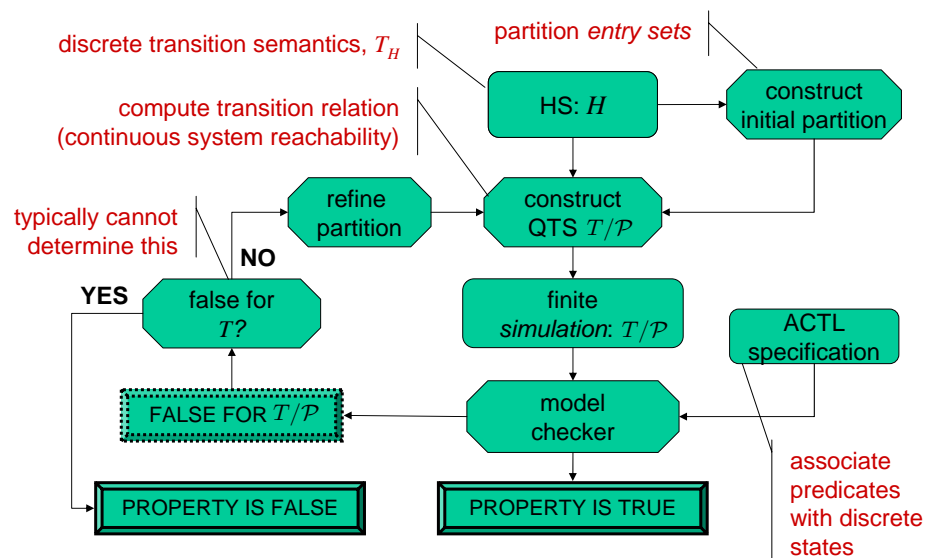 discrete transition semantics, T_H
partition entry sets
HS: H
construct
initial partition
compute transition relation
(continuous system reachability)
refine
partition
construct
QTS T/P
typically cannot
determine this
NO
YES
false for
T?
finite
simulation: T/P
ACTL
specification
FALSE FOR T/P
model
checker
associate
predicates
with discrete
states
PROPERTY IS FALSE
PROPERTY IS TRUE